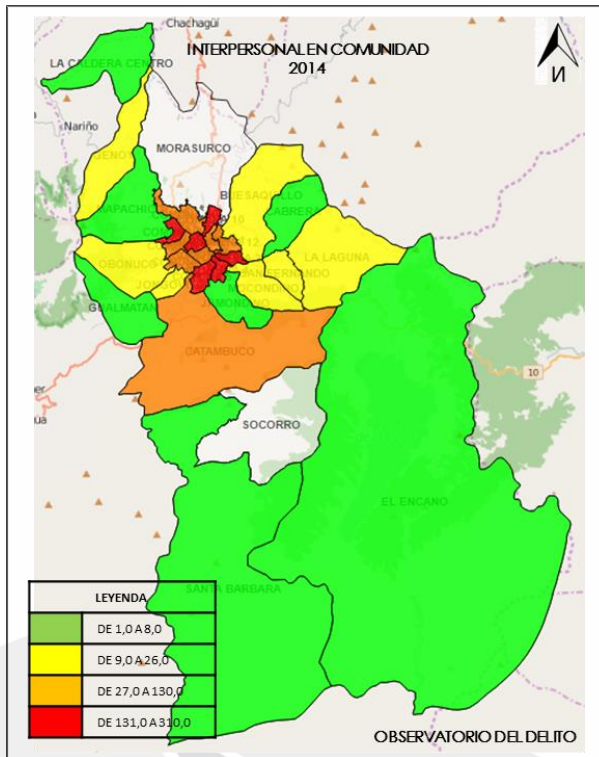 Chachagüí
INTERPERSONAL EN COMUNIDAD
2014
LA CALDERA CENTRO
И
Nariño
GENOY
MORASURCO
MAPACHICO
BUESAQUILLO
CABRERA
10
12
LA LAGUNA
OBONUCO
SAN FERNANDO
JONGOVITO
MOCONDINO
GUALMATAN
JAMONDINO
CATAMBUCO
10
SOCORRO
EL ENCANO
SANTA BARBARA
LEYENDA
DE 1,0 A 8,0
DE 9,0 A 26,0
DE 27,0 A 130,0
DE 131,0 A 310,0
OBSERVATORIO DEL DELITO